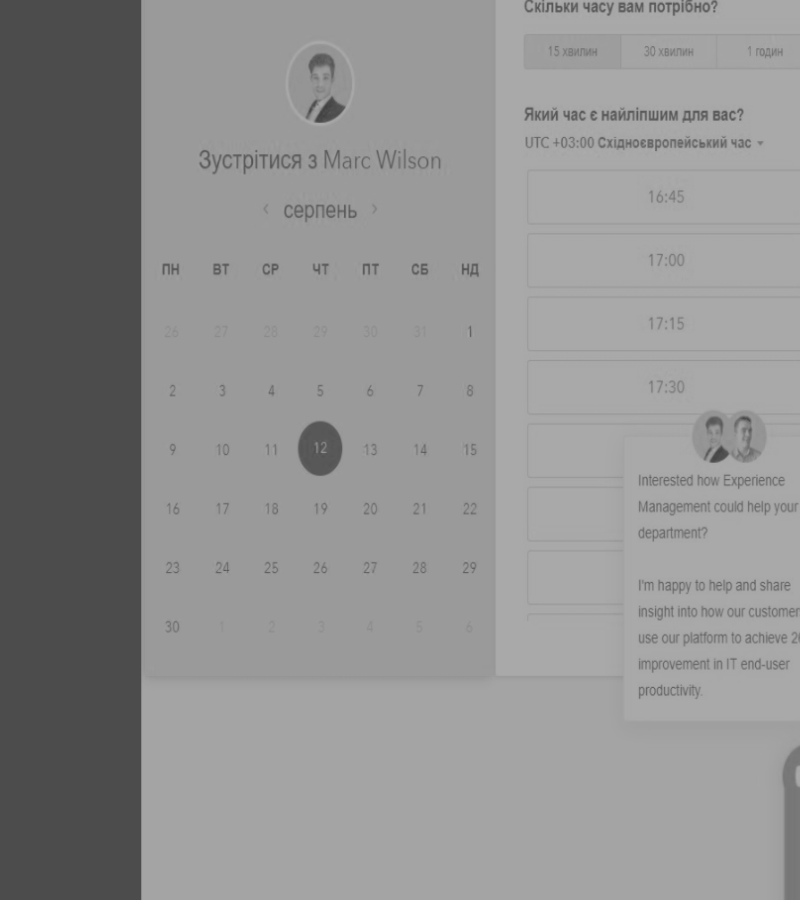 Зустрітися з Marc Wilson
‹ серпень ›
ПН ВТ СР ЧТ ПТ СБ НД
26 27 28 29 30 31 1
2 3 4 5 6 7 8
9 10 11 12 13 14 15
16 17 18 19 20 21 22
23 24 25 26 27 28 29
30 1 2 3 4 5 6
Скільки часу вам потрібно?
15 хвилин 30 хвилин 1 годин
Який час є найліпшим для вас?
UTC +03:00 Східноєвропейський час
16:45
17:00
17:15
17:30
Interested how Experience
Management could help your
department?
I'm happy to help and share
insight into how our customer
use our platform to achieve
improvement in IT end-user
productivity.